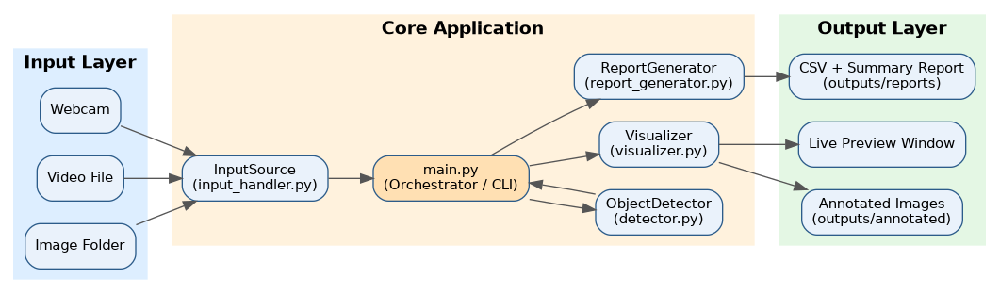 Input Layer
Webcam
Video File
Image Folder
Core Application
InputSource
(input_handler.py)
main.py
(Orchestrator / CLI)
ReportGenerator
(report_generator.py)
Visualizer
(visualizer.py)
ObjectDetector
(detector.py)
Output Layer
CSV + Summary Report
(outputs/reports)
Live Preview Window
Annotated Images
(outputs/annotated)